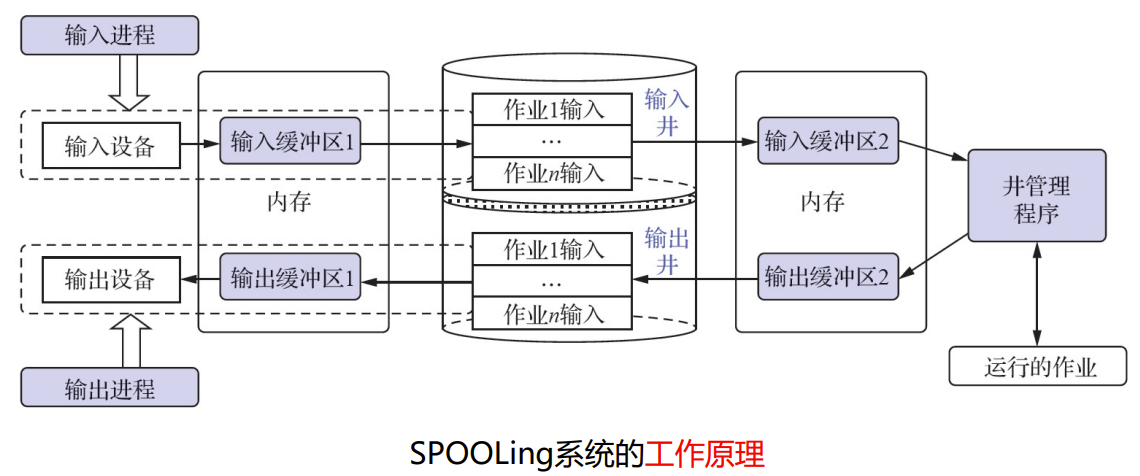 输入进程
输入设备
输入缓冲区1
作业1输入
…
作业n输入
输入
井
输入缓冲区2
内存
内存
井管理
程序
输出设备
输出缓冲区1
作业1输入
…
作业n输入
输出
井
输出缓冲区2
输出进程
运行的作业
SPOOLing系统的工作原理